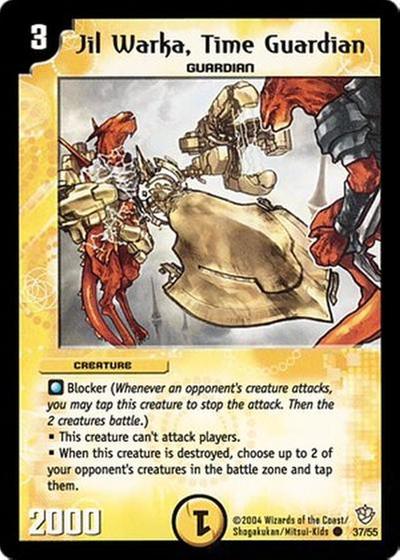 3 Jil Warka, Time Guardian
GUARDIAN
CREATURE
Blocker (Whenever an opponent's creature attacks,
you may tap this creature to stop the attack. Then the
2 creatures battle.)
▪ This creature can't attack players.
▪ When this creature is destroyed, choose up to 2 of
your opponent's creatures in the battle zone and tap
them.
2000
©2004 Wizards of the Coast/
Shogakukan/Mitsui-Kids ● 37/55